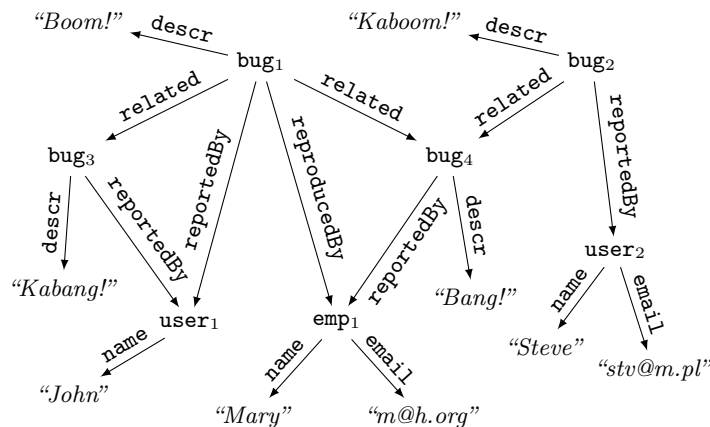 “Boom!”
descr
“Kaboom!”
descr
bug₁
bug₂
related
related
related
reportedBy
bug₃
reportedBy
reproducedBy
bug₄
descr
reportedBy
reportedBy
descr
user₂
“Kabang!”
“Bang!”
name
email
user₁
emp₁
name
name
email
“Steve”
“stv@m.pl”
“John”
“Mary”
“m@h.org”